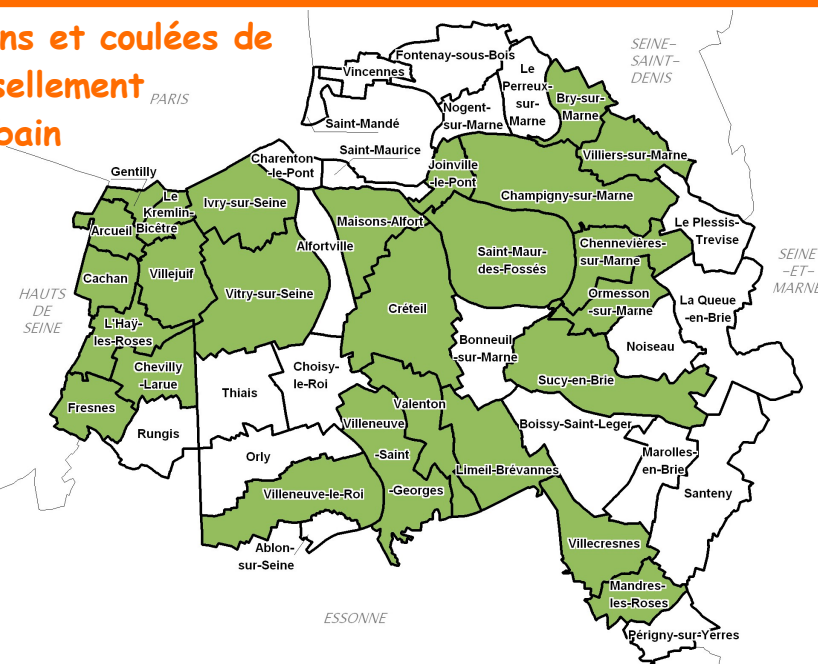 ns et coulées de
sellement
pain
PARIS
SEINE-
SAINT-
DENIS
HAUTS
DE
SEINE
SEINE
-ET-
MARNE
ESSONNE
Fontenay-sous-Bois
Vincennes
Le
Perreux-
sur-
Marne
Bry-sur-
Marne
Nogent-
sur-Marne
Saint-Mandé
Saint-Maurice
Villiers-sur-Marne
Charenton
-le-Pont
Joinville
-le-Pont
Gentilly
Le
Kremlin-
Bicêtre
Ivry-sur-Seine
Champigny-sur-Marne
Arcueil
Maisons-Alfort
Le Plessis-
Trevise
Alfortville
Saint-Maur-
des-Fossés
Chennevières-
sur-Marne
Cachan
Villejuif
Vitry-sur-Seine
Créteil
Ormesson
-sur-Marne
La Queue
-en-Brie
L'Haÿ-
les-Roses
Bonneuil
-sur-Marne
Noiseau
Chevilly
-Larue
Choisy-
le-Roi
Sucy-en-Brie
Thiais
Fresnes
Valenton
Rungis
Villeneuve
-Saint
-Georges
Boissy-Saint-Leger
Orly
Limeil-Brévannes
Marolles-
en-Brie
Santeny
Villeneuve-le-Roi
Ablon-
sur-Seine
Villecresnes
Mandres-
les-Roses
Périgny-sur-Yerres